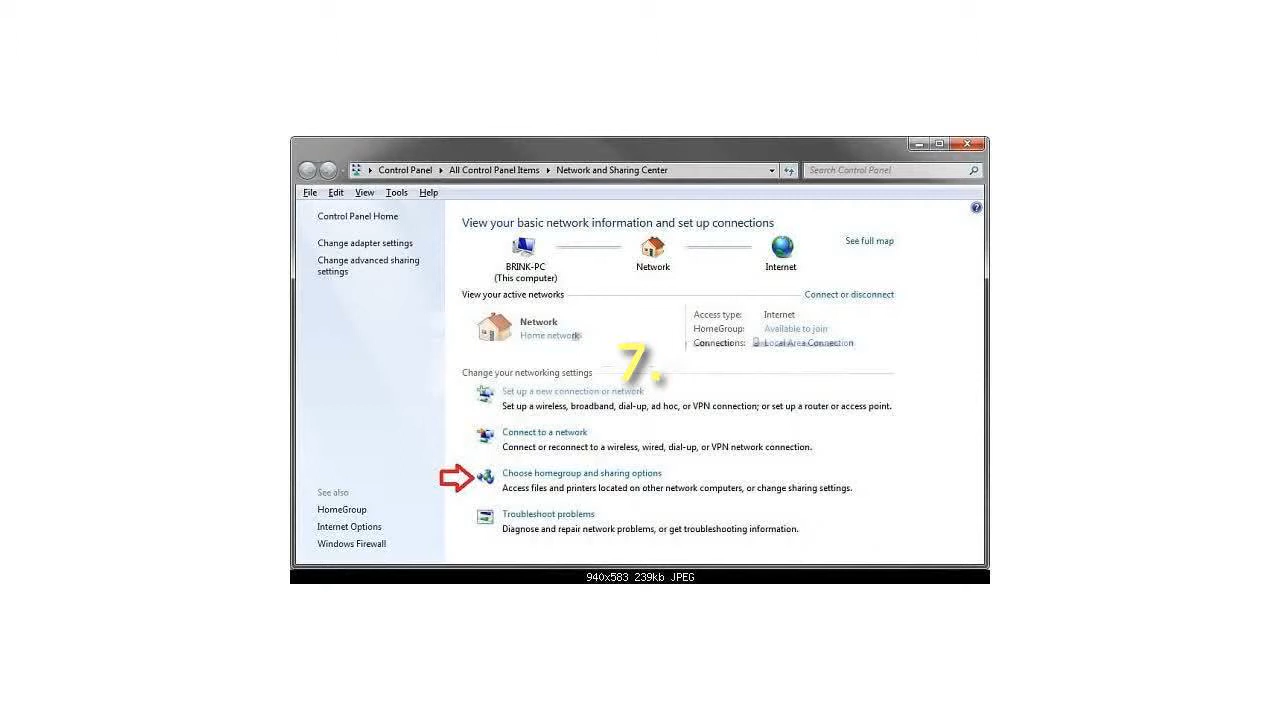 Control Panel All Control Panel Items Network and Sharing Center Search Control Panel
File Edit View Tools Help
Control Panel Home
Change adapter settings
Change advanced sharing
settings
See also
HomeGroup
Internet Options
Windows Firewall
View your basic network information and set up connections
See full map
BRINK-PC
(This computer)
Network
Internet
View your active networks
Connect or disconnect
Network
Home network
Access type: Internet
HomeGroup: Available to join
Connections: Local Area Connection
7.
Change your networking settings
Set up a new connection or network
Set up a wireless, broadband, dial-up, ad hoc, or VPN connection; or set up a router or access point.
Connect to a network
Connect or reconnect to a wireless, wired, dial-up, or VPN network connection.
Choose homegroup and sharing options
Access files and printers located on other network computers, or change sharing settings.
Troubleshoot problems
Diagnose and repair network problems, or get troubleshooting information.
940x583 239kb JPEG